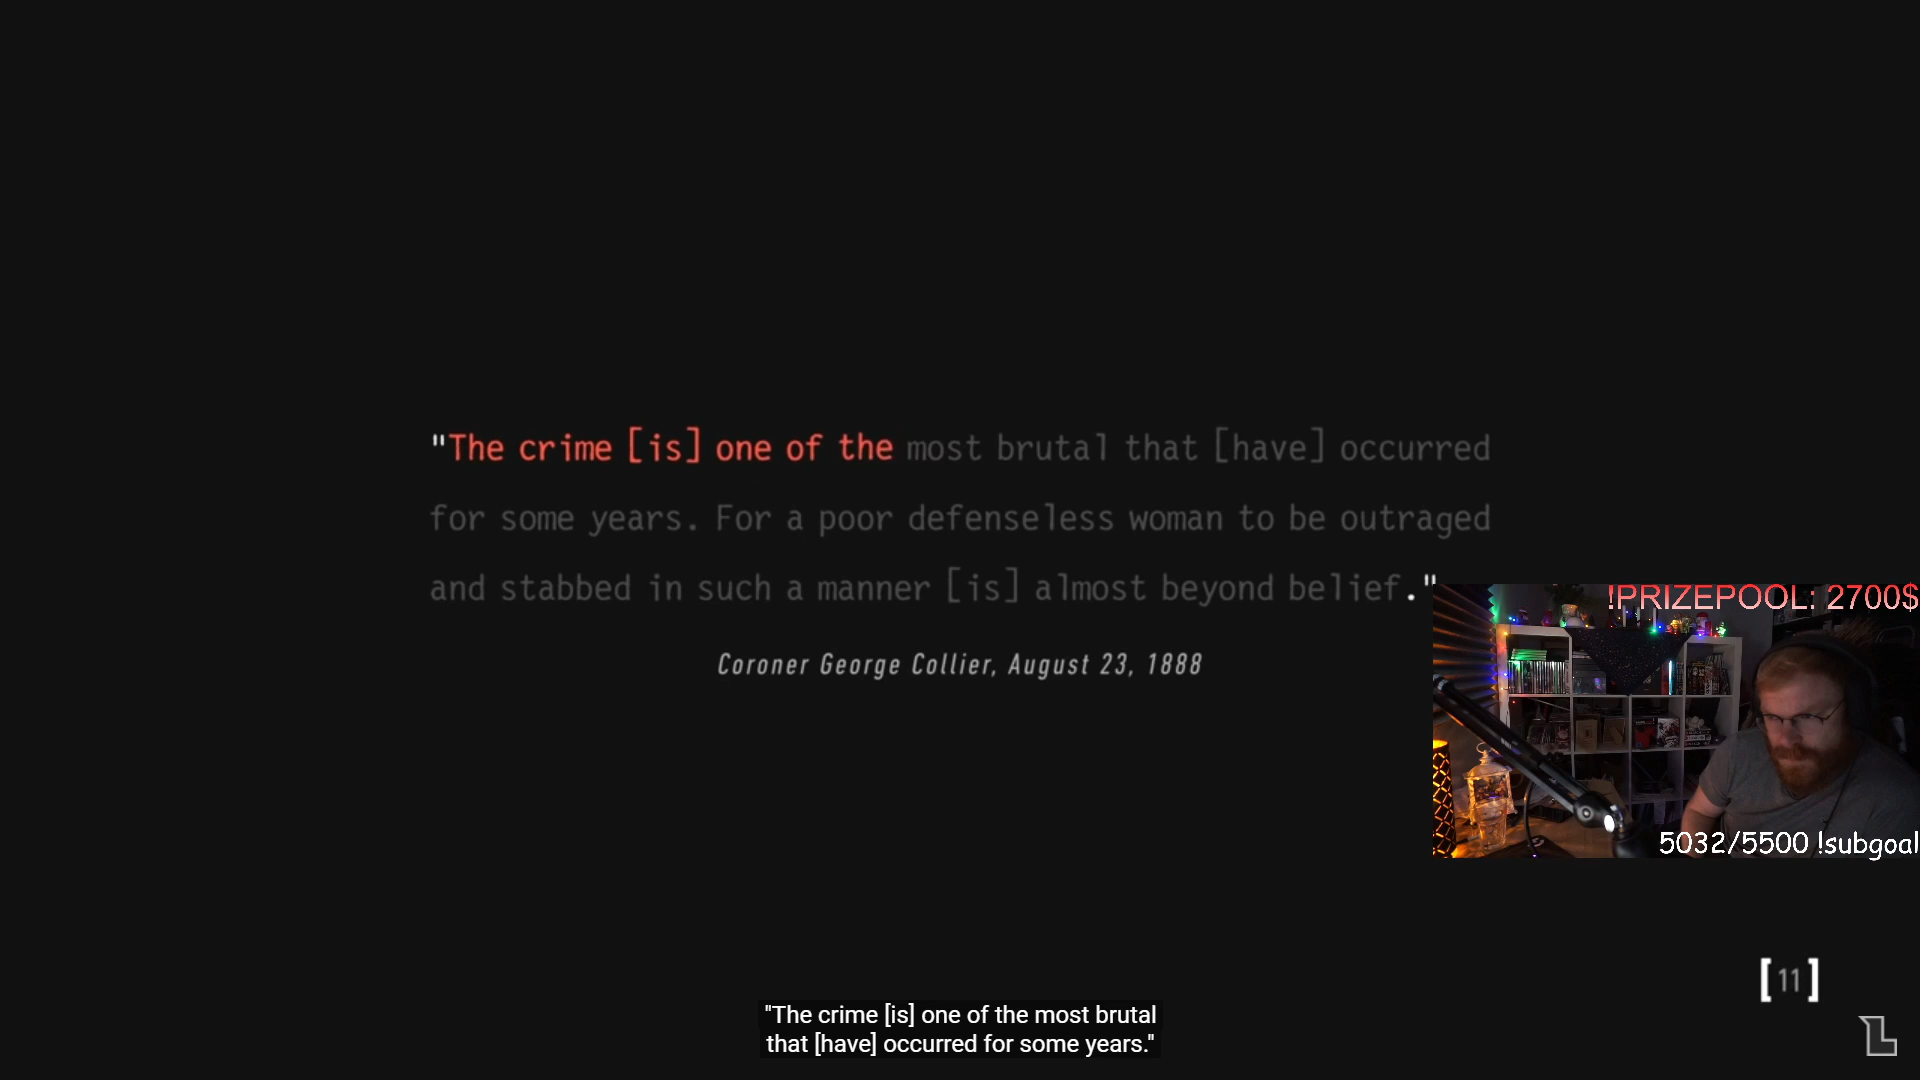 "The crime [is] one of the most brutal that [have] occurred
for some years. For a poor defenseless woman to be outraged
and stabbed in such a manner [is] almost beyond belief."
Coroner George Collier, August 23, 1888
!PRIZEPOOL: 2700$
5032/5500 !subgoal
[11]
"The crime [is] one of the most brutal
that [have] occurred for some years."